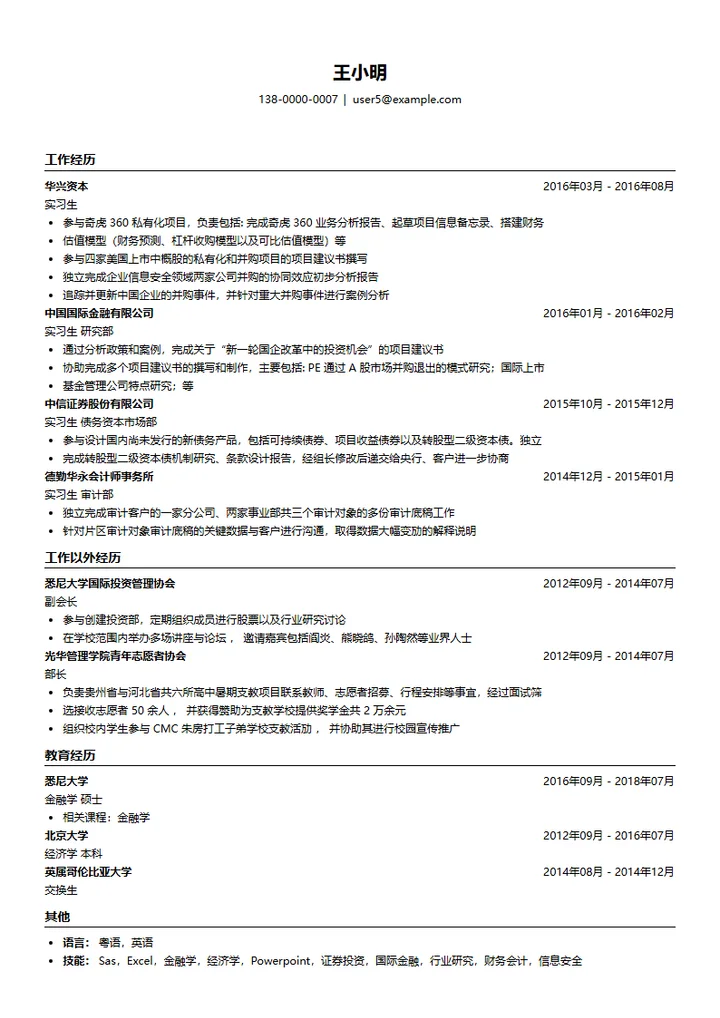 王小明
138-0000-0007 | user5@example.com
工作经历
华兴资本 2016年03月 - 2016年08月
实习生
• 参与奇虎 360 私有化项目，负责包括: 完成奇虎 360 业务分析报告、起草项目信息备忘录、搭建财务
• 估值模型（财务预测、杠杆收购模型以及可比估值模型）等
• 参与四家美国上市中概股的私有化和并购项目的项目建议书撰写
• 独立完成企业信息安全领域两家公司并购的协同效应初步分析报告
• 追踪并更新中国企业的并购事件，并针对重大并购事件进行案例分析
中国国际金融有限公司 2016年01月 - 2016年02月
实习生 研究部
• 通过分析政策和案例，完成关于“新一轮国企改革中的投资机会”的项目建议书
• 协助完成多个项目建议书的撰写和制作，主要包括: PE 通过 A 股市场并购退出的模式研究；国际上市
• 基金管理公司特点研究；等
中信证券股份有限公司 2015年10月 - 2015年12月
实习生 债务资本市场部
• 参与设计国内尚未发行的新债务产品，包括可持续债券、项目收益债券以及转股型二级资本债。独立
• 完成转股型二级资本债机制研究、条款设计报告，经组长修改后递交给央行、客户进一步协商
德勤华永会计师事务所 2014年12月 - 2015年01月
实习生 审计部
• 独立完成审计客户的一家分公司、两家事业部共三个审计对象的多份审计底稿工作
• 针对片区审计对象审计底稿的关键数据与客户进行沟通，取得数据大幅变动的解释说明
工作以外经历
悉尼大学国际投资管理协会 2012年09月 - 2014年07月
副会长
• 参与创建投资部，定期组织成员进行股票以及行业研究讨论
• 在学校范围内举办多场讲座与论坛 ， 邀请嘉宾包括阎炎、熊晓鸽、孙陶然等业界人士
光华管理学院青年志愿者协会 2012年09月 - 2014年07月
部长
• 负责贵州省与河北省共六所高中暑期支教项目联系教师、志愿者招募、行程安排等事宜，经过面试筛
• 选接收志愿者 50 余人 ， 并获得赞助为支教学校提供奖学金共 2 万余元
• 组织校内学生参与 CMC 朱房打工子弟学校支教活动 ， 并协助其进行校园宣传推广
教育经历
悉尼大学 2016年09月 - 2018年07月
金融学 硕士
• 相关课程：金融学
北京大学 2012年09月 - 2016年07月
经济学 本科
英属哥伦比亚大学 2014年08月 - 2014年12月
交换生
其他
• 语言： 粤语，英语
• 技能： Sas，Excel，金融学，经济学，Powerpoint，证券投资，国际金融，行业研究，财务会计，信息安全